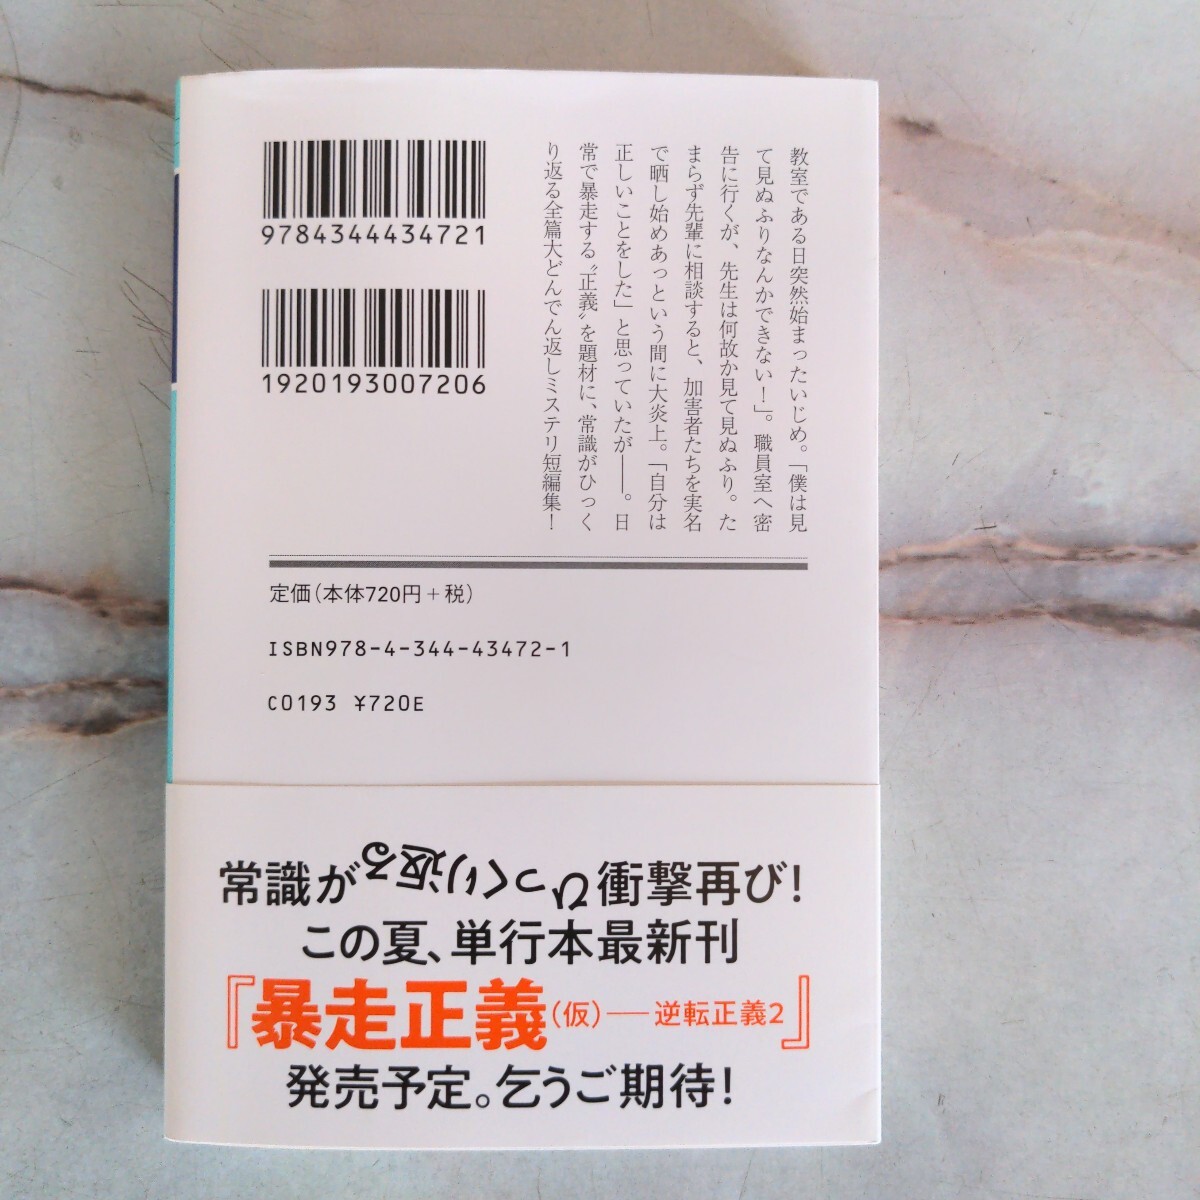 9784344434721
1920193007206
教室である日突然始まったいじめ。「僕は見
て見ぬふりなんかできない！」。職員室へ密
告に行くが、先生は何故か見て見ぬふり。た
まらず先輩に相談すると、加害者たちを実名
で晒し始めあっという間に大炎上。「自分は
正しいことをした」と思っていたが――。日
常で暴走する〝正義〟を題材に、常識がひっく
り返る全篇大どんでん返しミステリ短編集！
定価（本体720円＋税）
ISBN978-4-344-43472-1
C0193 ¥720E
常識がひっくり返る衝撃再び！
この夏、単行本最新刊
『暴走正義（仮）――逆転正義2』
発売予定。乞うご期待！